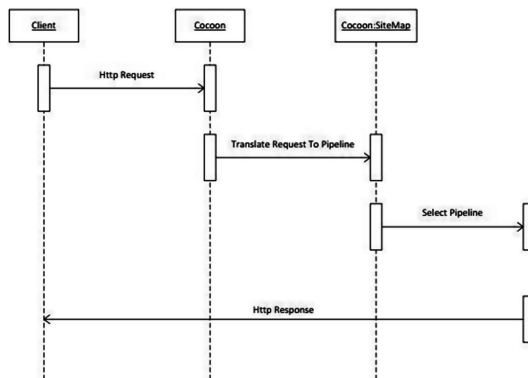 Client
Cocoon
Cocoon:SiteMap
Http Request
Translate Request To Pipeline
Select Pipeline
Http Response